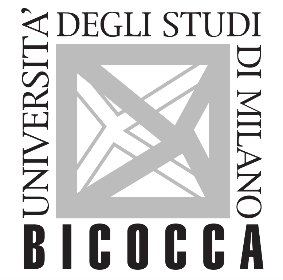 UNIVERSITA'
DEGLI STUDI
DI MILANO
BICOCCA